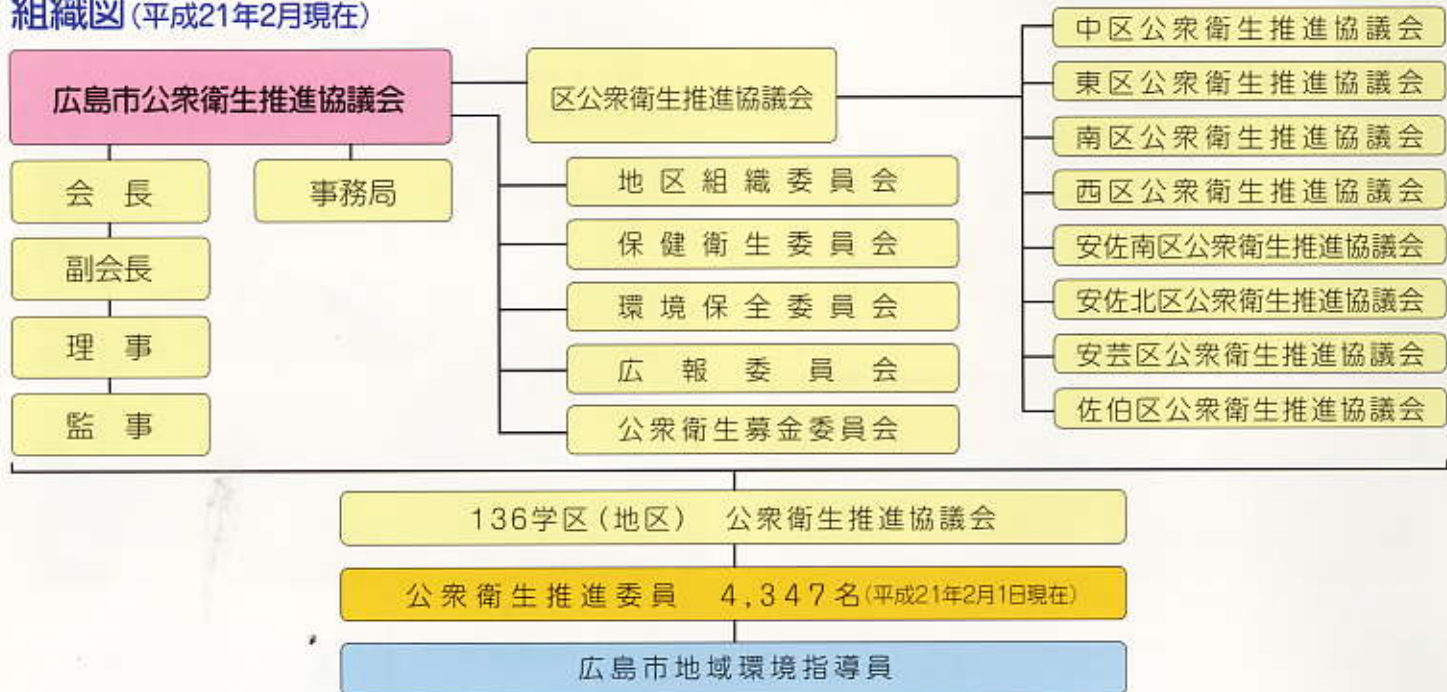 組織図(平成21年2月現在)
広島市公衆衛生推進協議会
会長
副会長
理事
監事
事務局
区公衆衛生推進協議会
地区組織委員会
保健衛生委員会
環境保全委員会
広報委員会
公衆衛生募金委員会
中区公衆衛生推進協議会
東区公衆衛生推進協議会
南区公衆衛生推進協議会
西区公衆衛生推進協議会
安佐南区公衆衛生推進協議会
安佐北区公衆衛生推進協議会
安芸区公衆衛生推進協議会
佐伯区公衆衛生推進協議会
136学区(地区) 公衆衛生推進協議会
公衆衛生推進委員 4,347名(平成21年2月1日現在)
広島市地域環境指導員